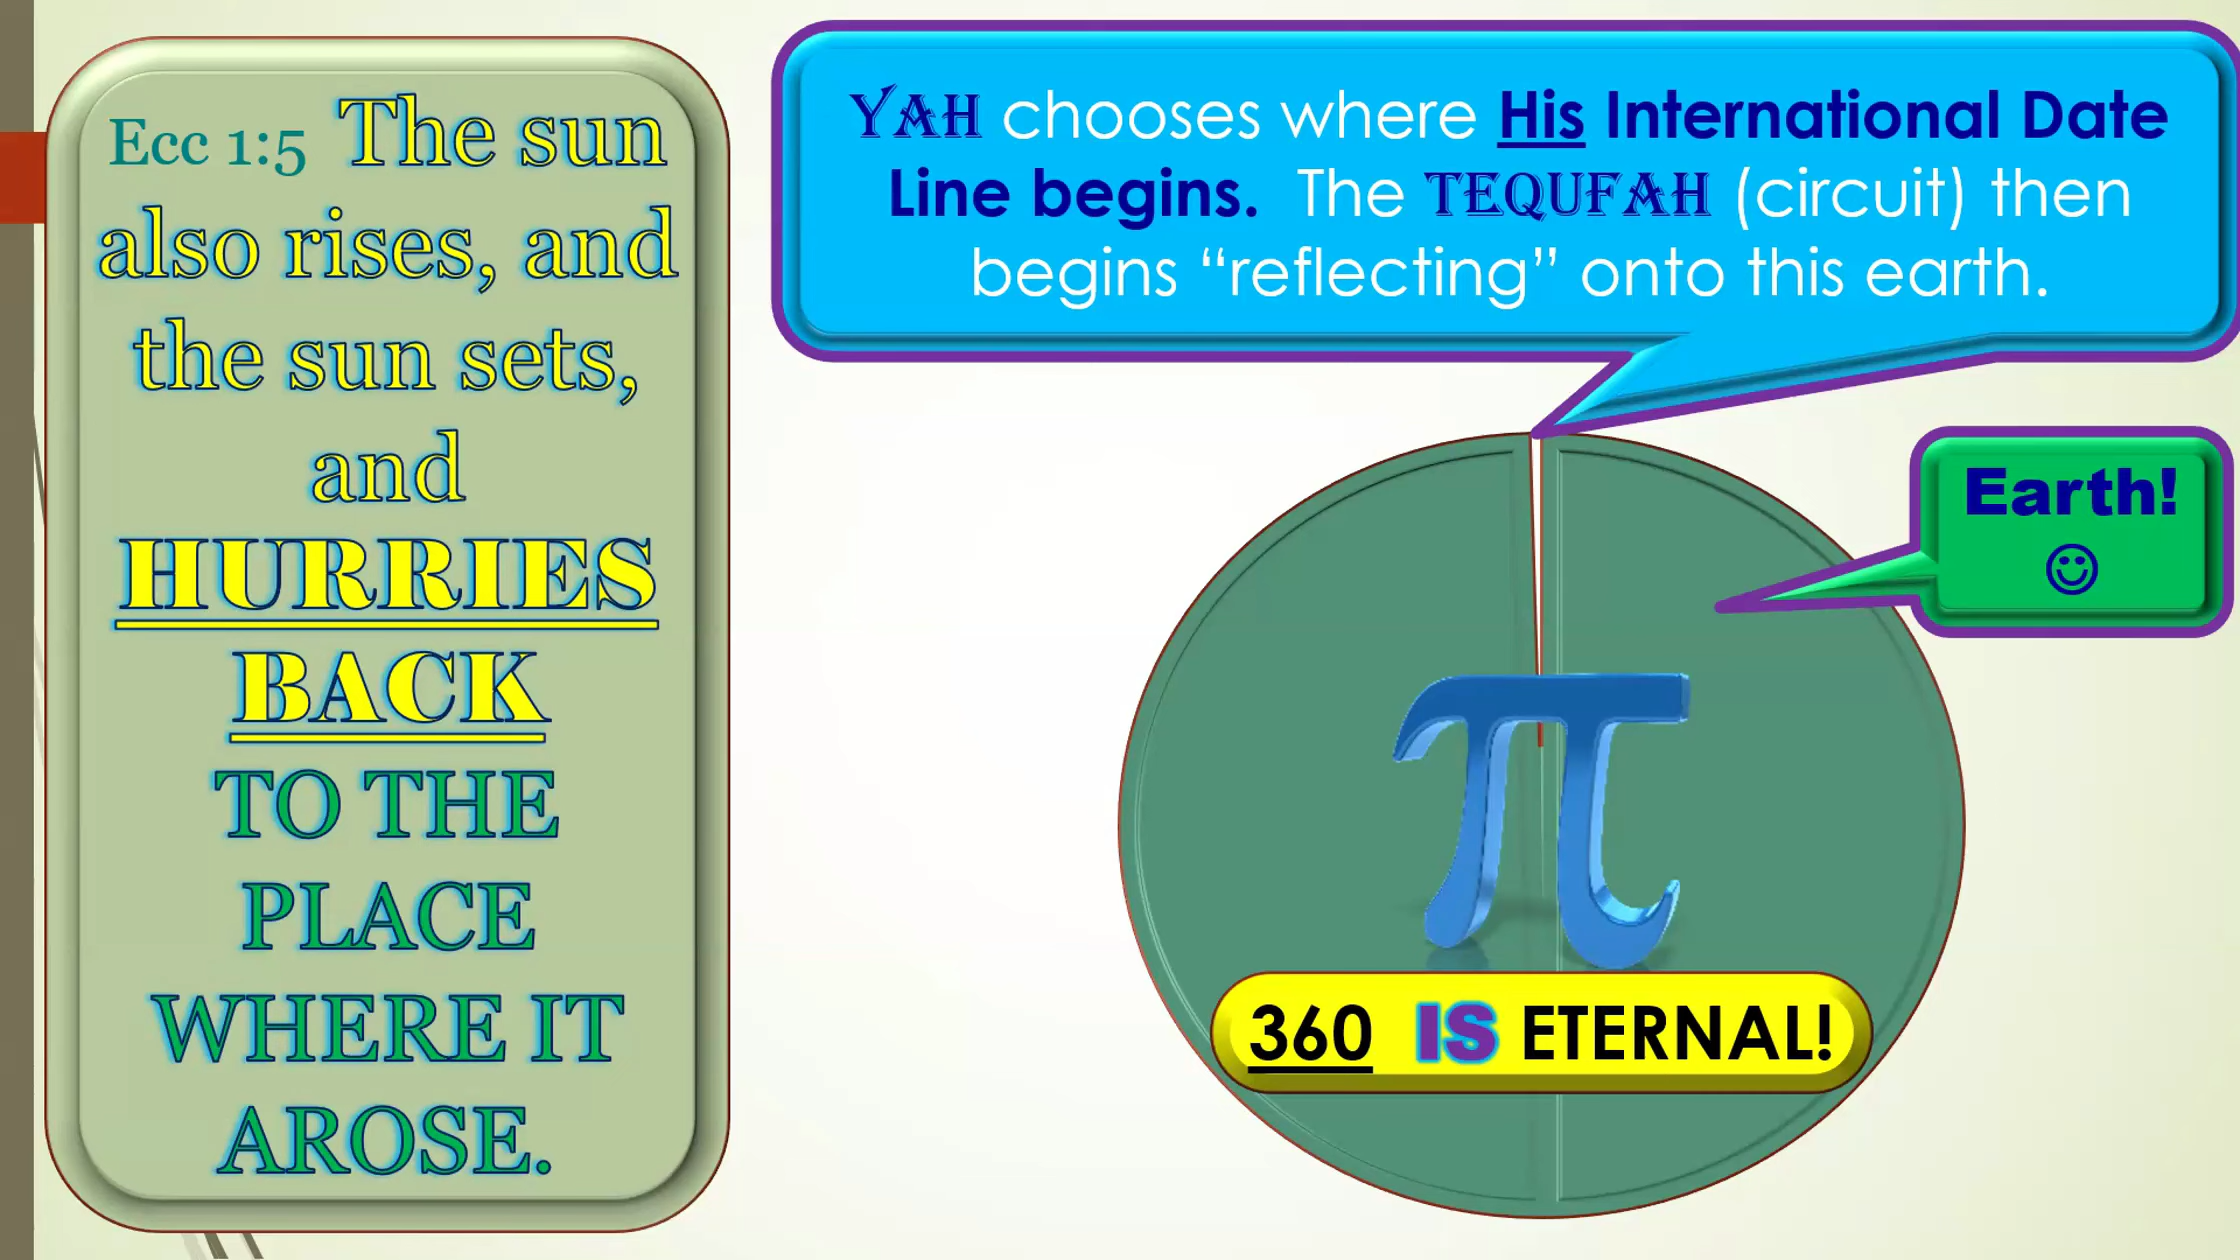 Ecc 1:5 The sun
also rises, and
the sun sets,
and
HURRIES
BACK
TO THE
PLACE
WHERE IT
AROSE.
YAH chooses where His International Date
Line begins. The TEQUFAH (circuit) then
begins “reflecting” onto this earth.
Earth!
☺
π
360 IS ETERNAL!